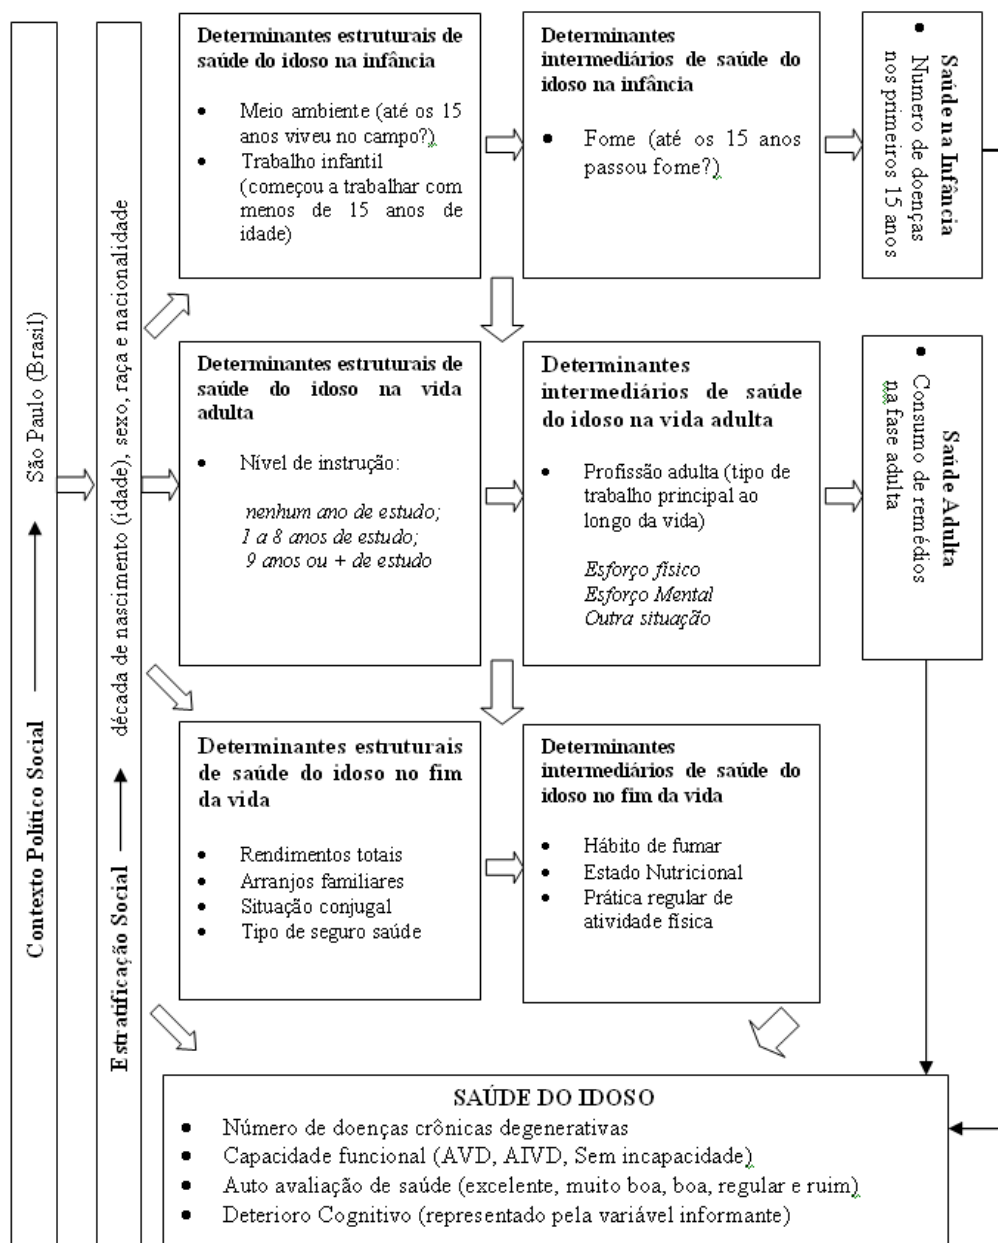 Contexto Político Social
São Paulo (Brasil)
Estratificação Social
década de nascimento (idade), sexo, raça e nacionalidade
Determinantes estruturais de
saúde do idoso na infância
• Meio ambiente (até os 15
anos viveu no campo?)
• Trabalho infantil
(começou a trabalhar com
menos de 15 anos de
idade)
Determinantes
intermediários de saúde do
idoso na infância
• Fome (até os 15 anos
passou fome?)
Saúde na Infância
• Numero de doenças
nos primeiros 15 anos
Determinantes estruturais de
saúde do idoso na vida
adulta
• Nível de instrução:
nenhum ano de estudo;
1 a 8 anos de estudo;
9 anos ou + de estudo
Determinantes
intermediários de saúde
do idoso na vida adulta
• Profissão adulta (tipo de
trabalho principal ao
longo da vida)
Esforço físico
Esforço Mental
Outra situação
Saúde Adulta
• Consumo de remédios
na fase adulta
Determinantes estruturais
de saúde do idoso no fim
da vida
• Rendimentos totais
• Arranjos familiares
• Situação conjugal
• Tipo de seguro saúde
Determinantes
intermediários de saúde do
idoso no fim da vida
• Hábito de fumar
• Estado Nutricional
• Prática regular de
atividade física
SAÚDE DO IDOSO
• Número de doenças crônicas degenerativas
• Capacidade funcional (AVD, AIVD, Sem incapacidade)
• Auto avaliação de saúde (excelente, muito boa, boa, regular e ruim)
• Deterioro Cognitivo (representado pela variável informante)